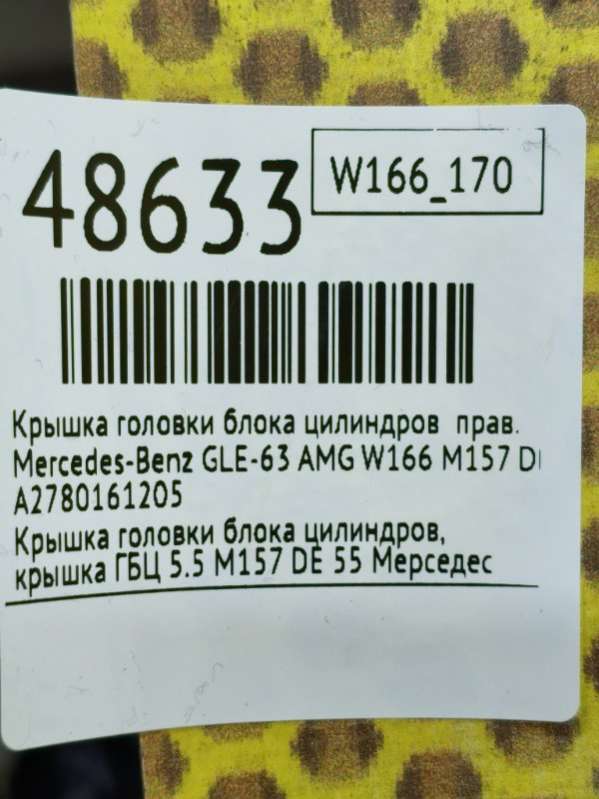 48633
W166_170
Крышка головки блока цилиндров прав.
Mercedes-Benz GLE-63 AMG W166 M157 D
A2780161205
Крышка головки блока цилиндров,
крышка ГБЦ 5.5 M157 DE 55 Мерседес